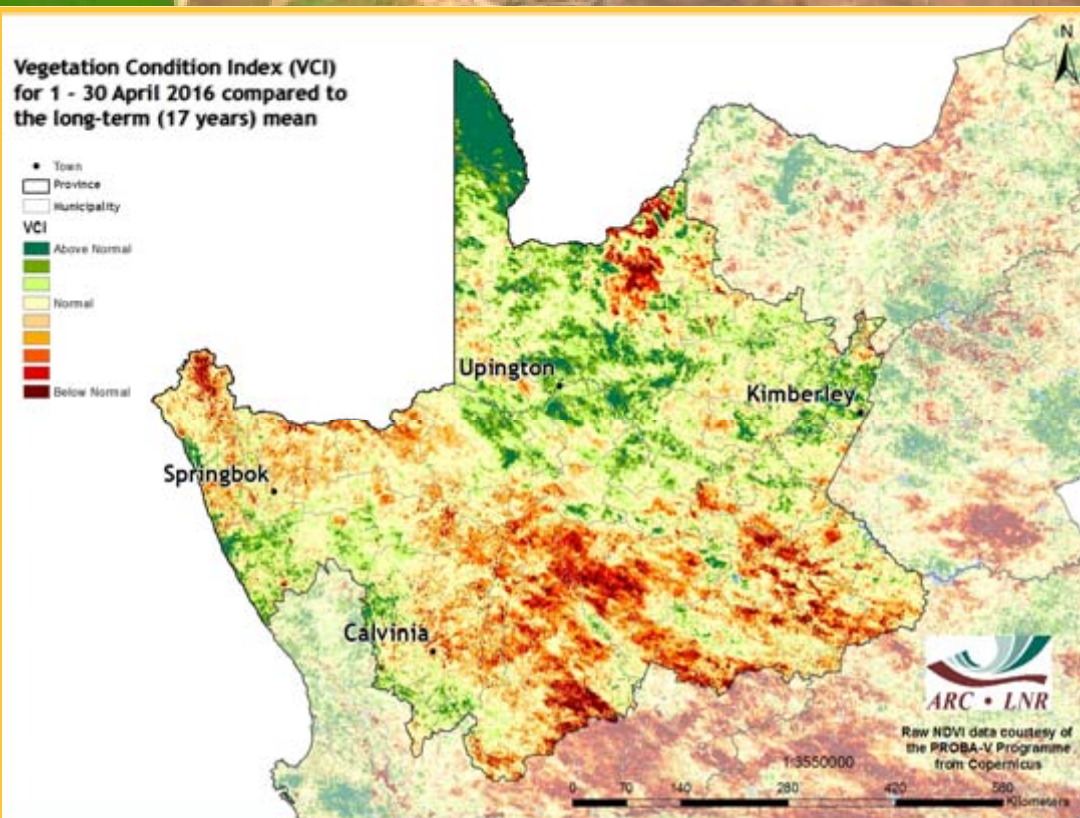 Vegetation Condition Index (VCI)
for 1 - 30 April 2016 compared to
the long-term (17 years) mean
N
Town
Province
Municipality
VCI
Above Normal
Normal
Below Normal
Upington
Kimberley
Springbok
Calvinia
ARC • LNR
Raw NDVI data courtesy of
the PROBA-V Programme
from Copernicus
1:3550000
0 70 140 280 420 580
Kilometers